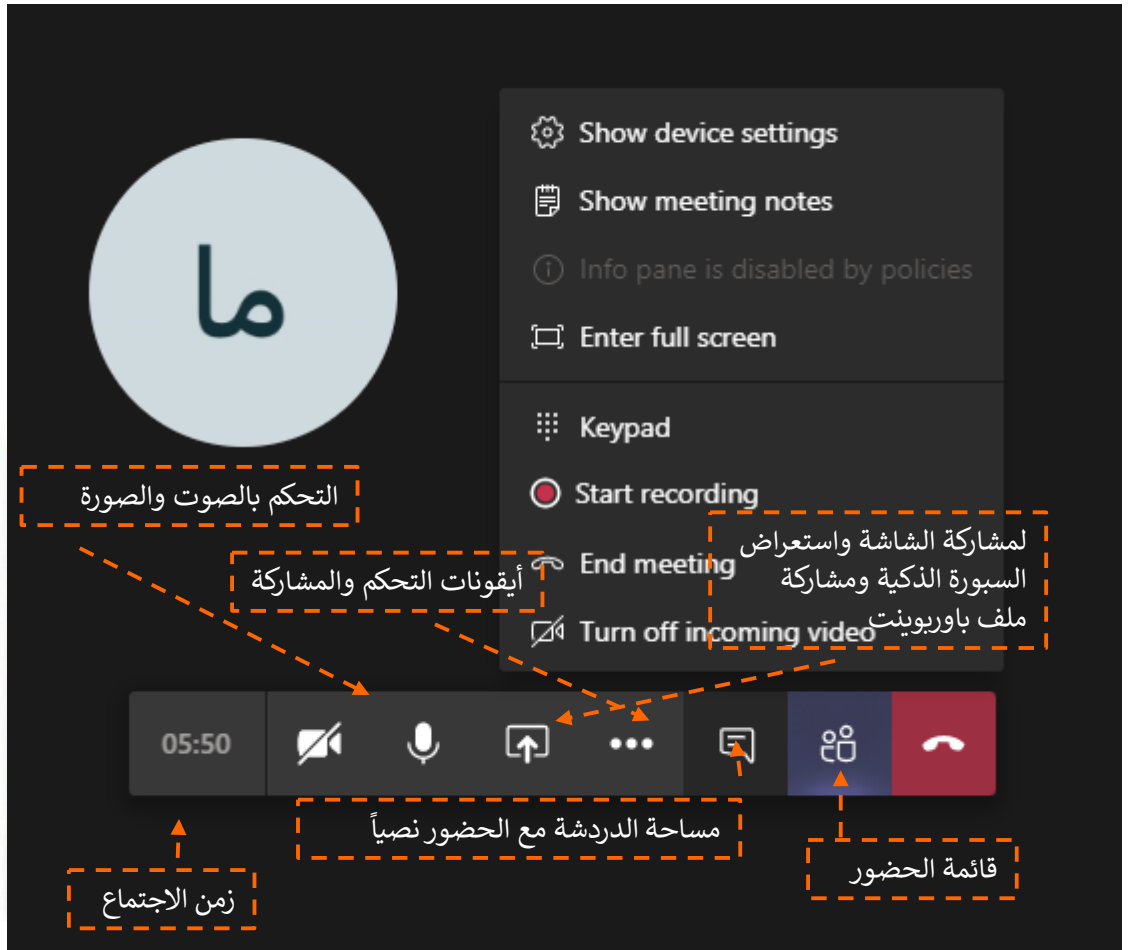 Show device settings
Show meeting notes
Info pane is disabled by policies
ما
Enter full screen
Keypad
التحكم بالصوت والصورة
Start recording
لمشاركة الشاشة واستعراض
السبورة الذكية ومشاركة
ملف باوربوينت
End meeting
أيقونات التحكم والمشاركة
Turn off incoming video
05:50
مساحة الدردشة مع الحضور نصياً
قائمة الحضور
زمن الاجتماع